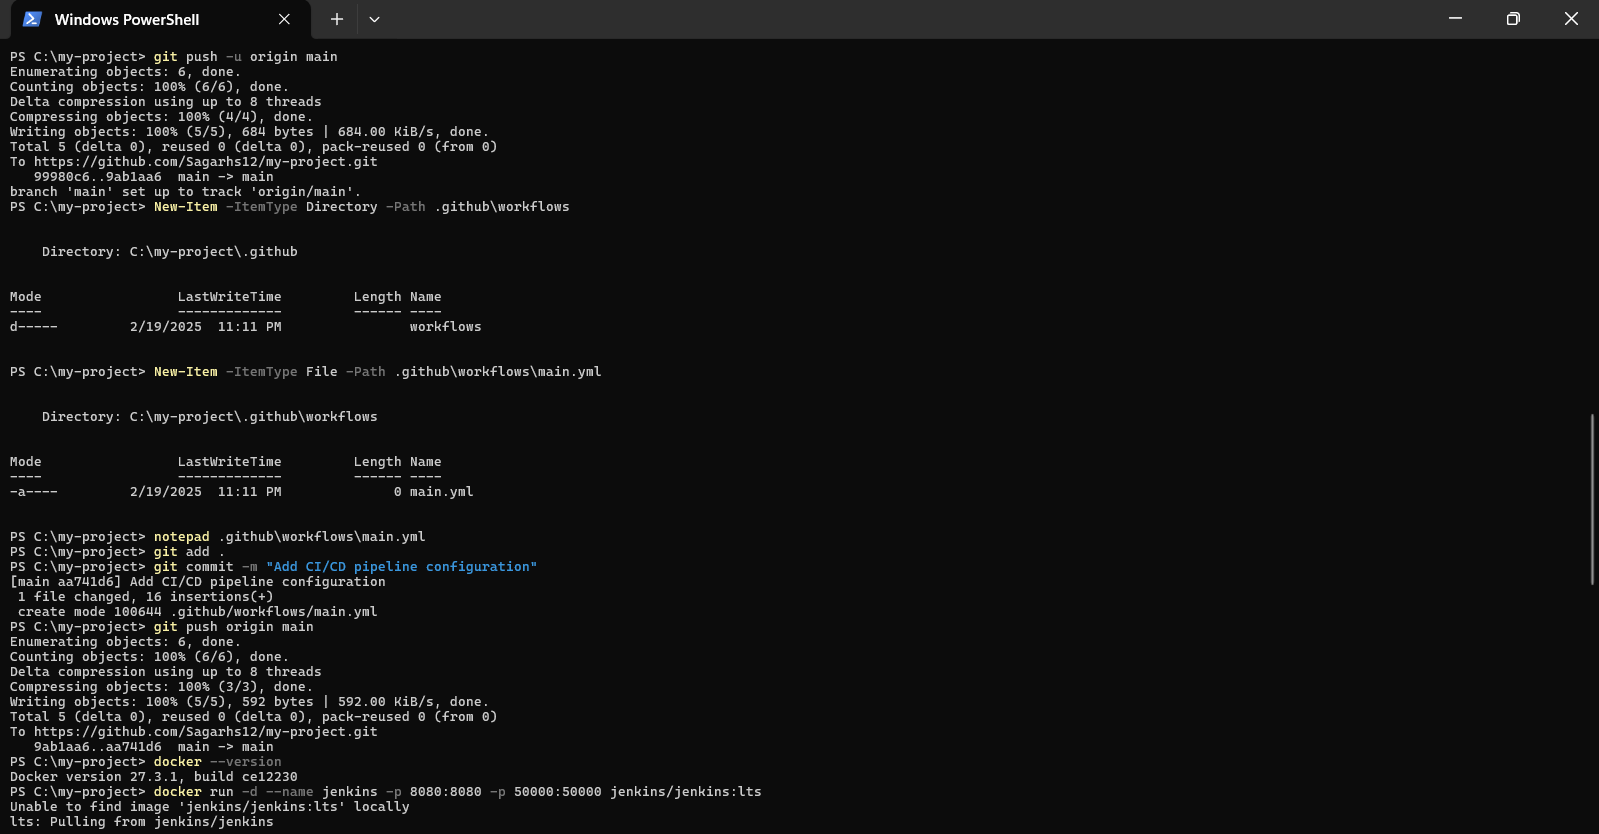 Windows PowerShell
PS C:\my-project> git push -u origin main
Enumerating objects: 6, done.
Counting objects: 100% (6/6), done.
Delta compression using up to 8 threads
Compressing objects: 100% (4/4), done.
Writing objects: 100% (5/5), 684 bytes | 684.00 KiB/s, done.
Total 5 (delta 0), reused 0 (delta 0), pack-reused 0 (from 0)
To https://github.com/Sagarhs12/my-project.git
   99980c6..9ab1aa6  main -> main
branch 'main' set up to track 'origin/main'.
PS C:\my-project> New-Item -ItemType Directory -Path .github\workflows
    Directory: C:\my-project\.github
Mode                 LastWriteTime         Length Name
----                 -------------         ------ ----
d-----         2/19/2025  11:11 PM                workflows
PS C:\my-project> New-Item -ItemType File -Path .github\workflows\main.yml
    Directory: C:\my-project\.github\workflows
Mode                 LastWriteTime         Length Name
----                 -------------         ------ ----
-a----         2/19/2025  11:11 PM              0 main.yml
PS C:\my-project> notepad .github\workflows\main.yml
PS C:\my-project> git add .
PS C:\my-project> git commit -m "Add CI/CD pipeline configuration"
[main aa741d6] Add CI/CD pipeline configuration
 1 file changed, 16 insertions(+)
 create mode 100644 .github/workflows/main.yml
PS C:\my-project> git push origin main
Enumerating objects: 6, done.
Counting objects: 100% (6/6), done.
Delta compression using up to 8 threads
Compressing objects: 100% (3/3), done.
Writing objects: 100% (5/5), 592 bytes | 592.00 KiB/s, done.
Total 5 (delta 0), reused 0 (delta 0), pack-reused 0 (from 0)
To https://github.com/Sagarhs12/my-project.git
   9ab1aa6..aa741d6  main -> main
PS C:\my-project> docker --version
Docker version 27.3.1, build ce12230
PS C:\my-project> docker run -d --name jenkins -p 8080:8080 -p 50000:50000 jenkins/jenkins:lts
Unable to find image 'jenkins/jenkins:lts' locally
lts: Pulling from jenkins/jenkins